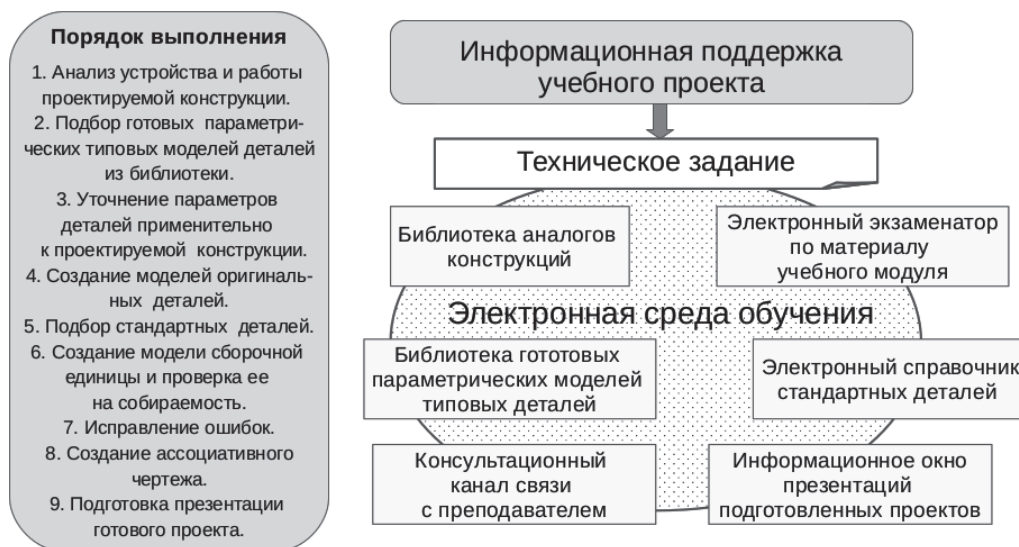 Порядок выполнения
1. Анализ устройства и работы
проектируемой конструкции.
2. Подбор готовых параметри-
ческих типовых моделей деталей
из библиотеки.
3. Уточнение параметров
деталей применительно
к проектируемой конструкции.
4. Создание моделей оригиналь-
ных деталей.
5. Подбор стандартных деталей.
6. Создание модели сборочной
единицы и проверка ее
на собираемость.
7. Исправление ошибок.
8. Создание ассоциативного
чертежа.
9. Подготовка презентации
готового проекта.
Информационная поддержка
учебного проекта
Техническое задание
Библиотека аналогов
конструкций
Электронный экзаменатор
по материалу
учебного модуля
Электронная среда обучения
Библиотека гототовых
параметрических моделей
типовых деталей
Электронный справочник
стандартных деталей
Консультационный
канал связи
с преподавателем
Информационное окно
презентаций
подготовленных проектов